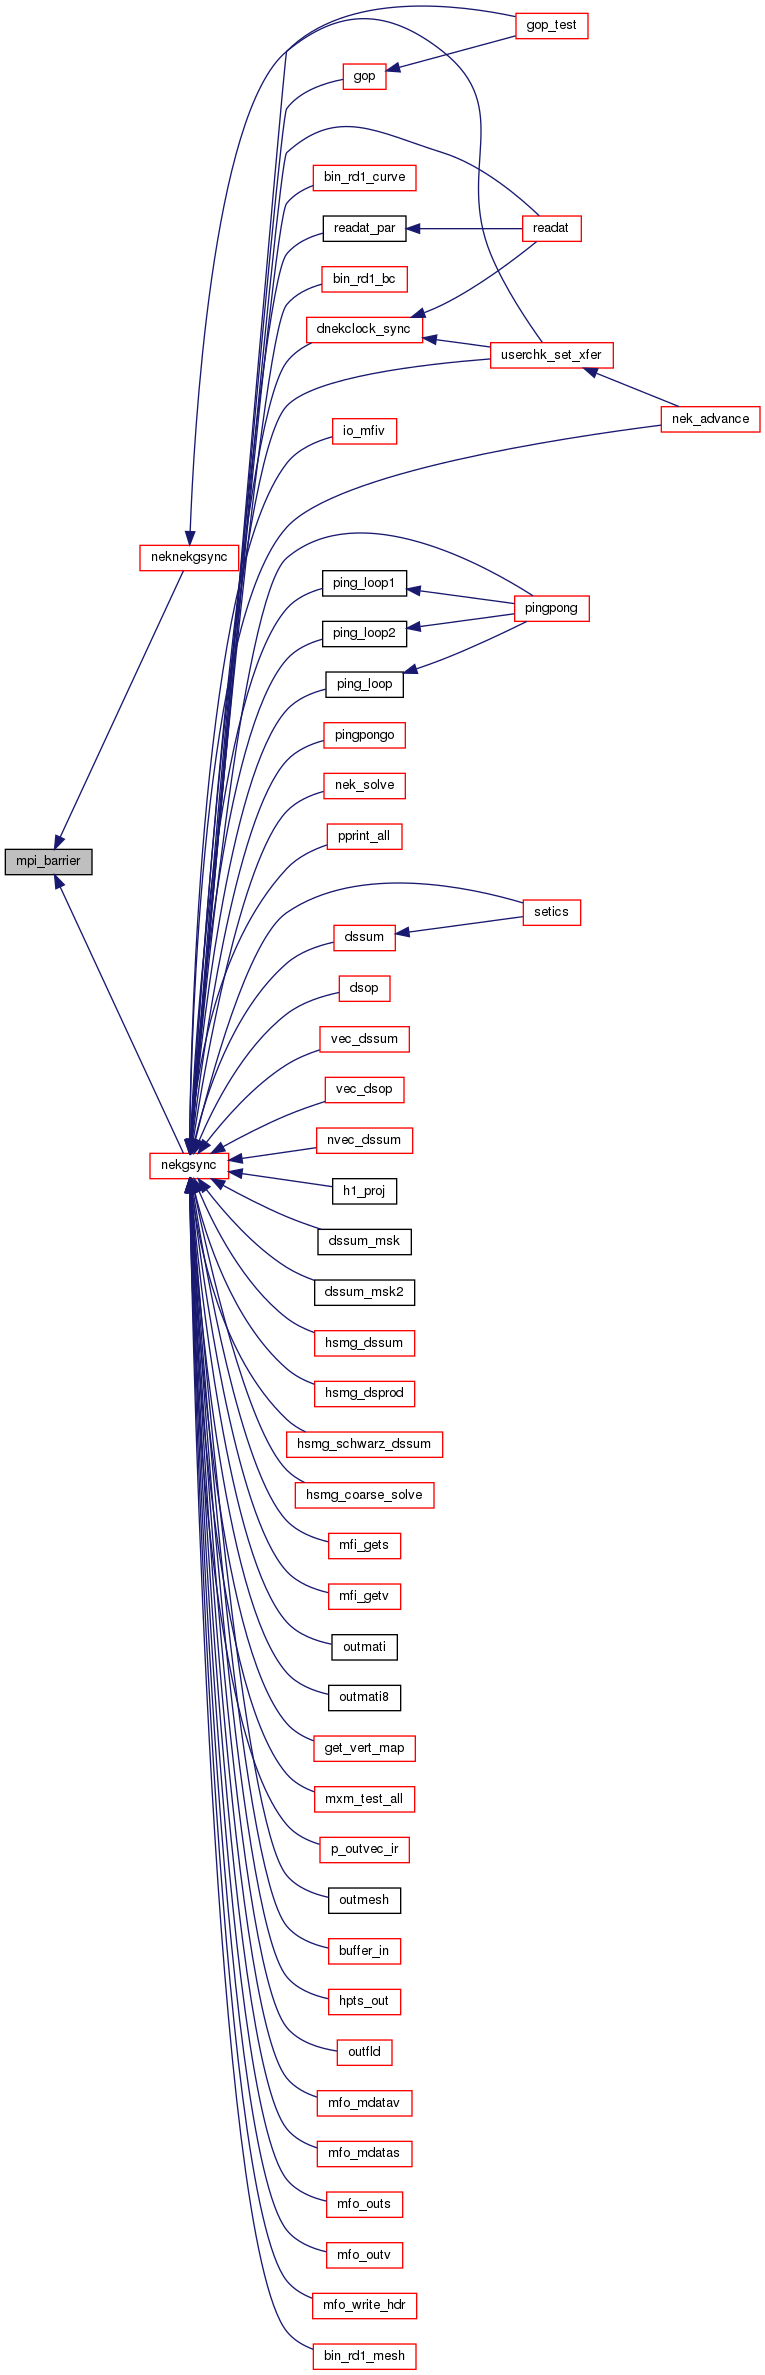 gop_test
gop
bin_rd1_curve
readat_par
readat
bin_rd1_bc
dnekclock_sync
userchk_set_xfer
nek_advance
io_mfiv
neknekgsync
ping_loop1
pingpong
ping_loop2
ping_loop
pingpongo
nek_solve
pprint_all
mpi_barrier
setics
dssum
dsop
vec_dssum
vec_dsop
nvec_dssum
nekgsync
h1_proj
dssum_msk
dssum_msk2
hsmg_dssum
hsmg_dsprod
hsmg_schwarz_dssum
hsmg_coarse_solve
mfi_gets
mfi_getv
outmati
outmati8
get_vert_map
mxm_test_all
p_outvec_ir
outmesh
buffer_in
hpts_out
outfld
mfo_mdatav
mfo_mdatas
mfo_outs
mfo_outv
mfo_write_hdr
bin_rd1_mesh